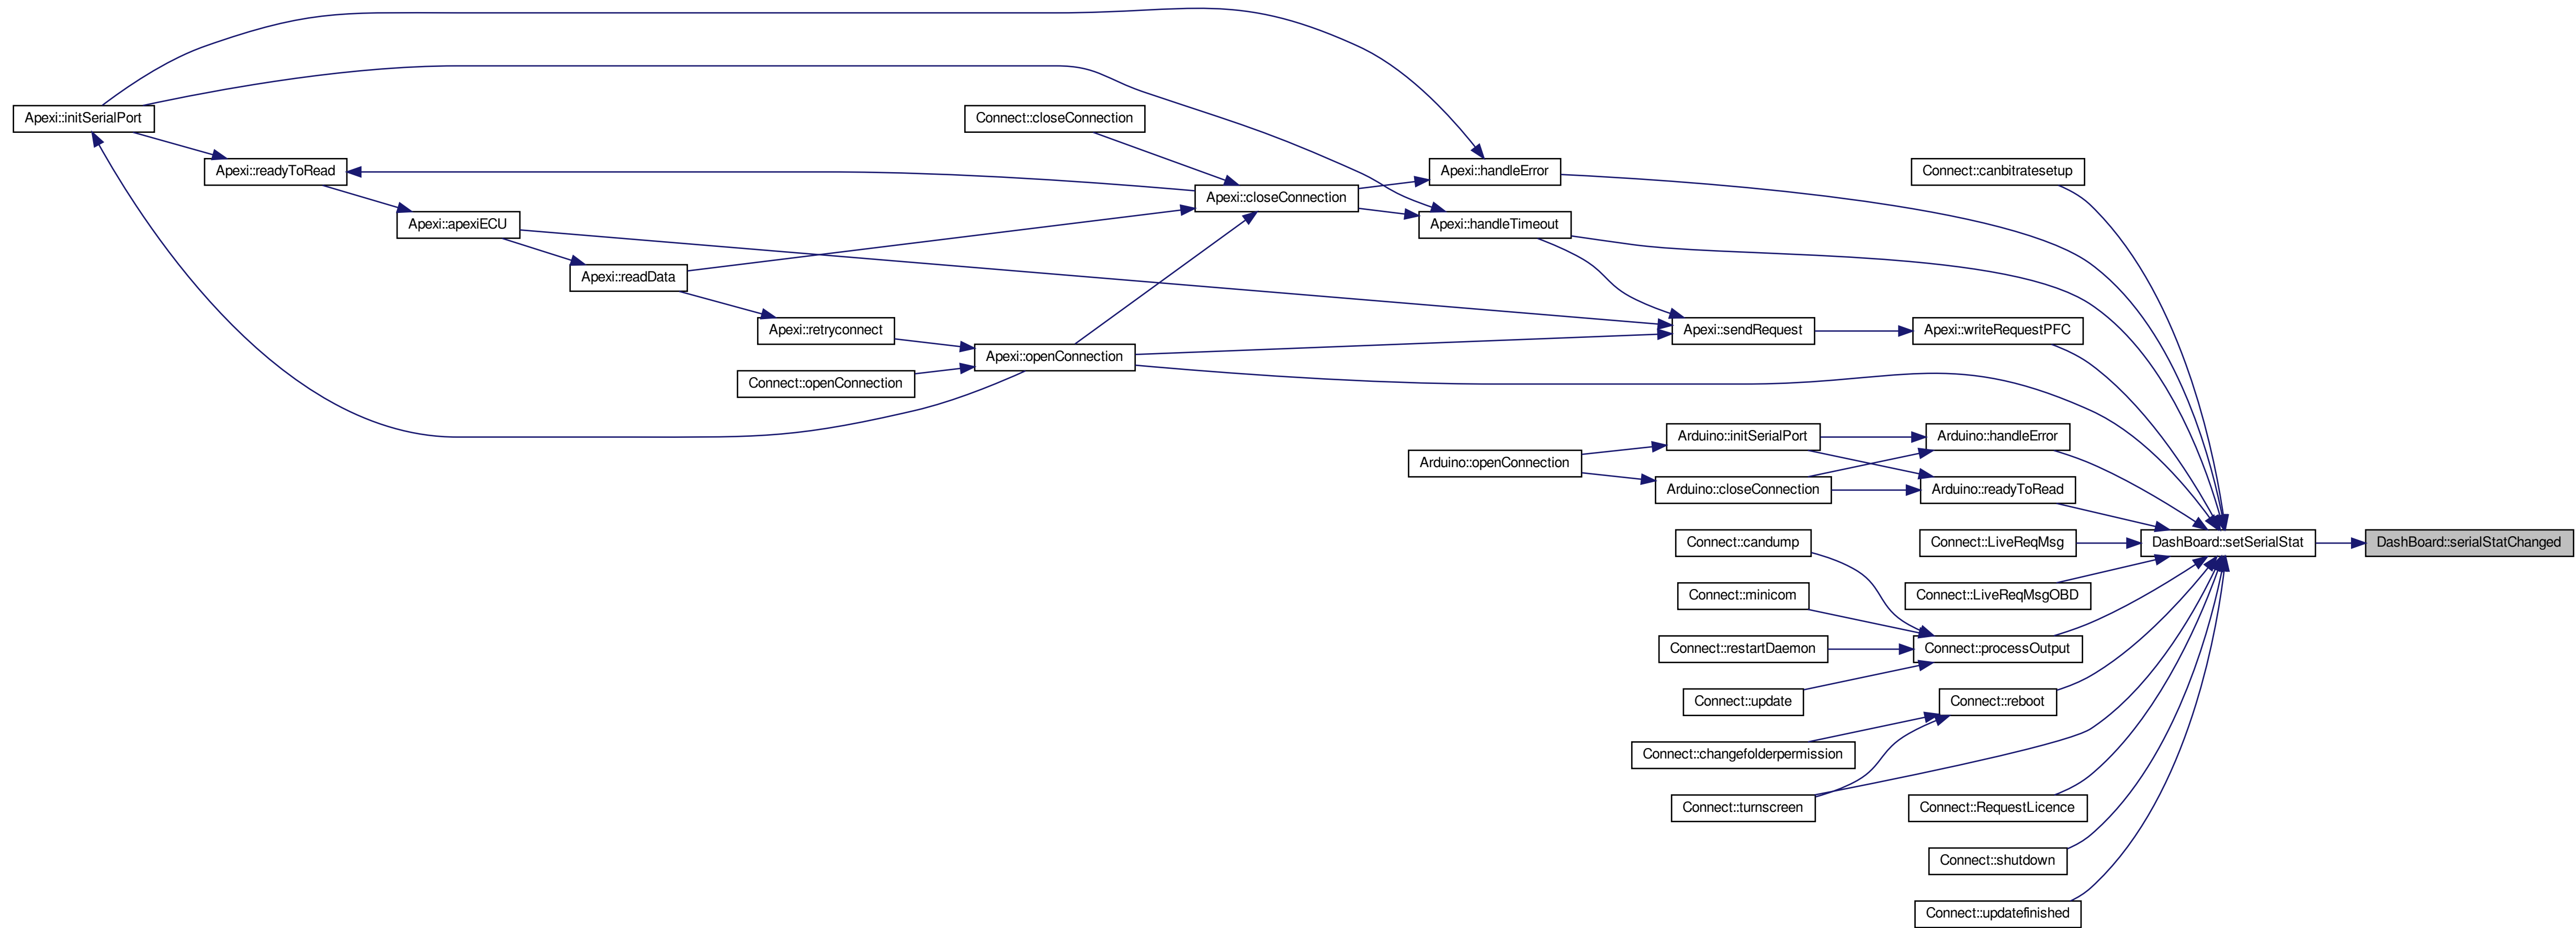 Apexi::initSerialPort
Connect::closeConnection
Apexi::readyToRead
Apexi::handleError
Connect::canbitratesetup
Apexi::closeConnection
Apexi::apexiECU
Apexi::handleTimeout
Apexi::readData
Apexi::retryconnect
Apexi::sendRequest
Apexi::writeRequestPFC
Apexi::openConnection
Connect::openConnection
Arduino::initSerialPort
Arduino::handleError
Arduino::openConnection
Arduino::closeConnection
Arduino::readyToRead
Connect::candump
Connect::LiveReqMsg
DashBoard::setSerialStat
DashBoard::serialStatChanged
Connect::minicom
Connect::LiveReqMsgOBD
Connect::restartDaemon
Connect::processOutput
Connect::update
Connect::reboot
Connect::changefolderpermission
Connect::turnscreen
Connect::RequestLicence
Connect::shutdown
Connect::updatefinished